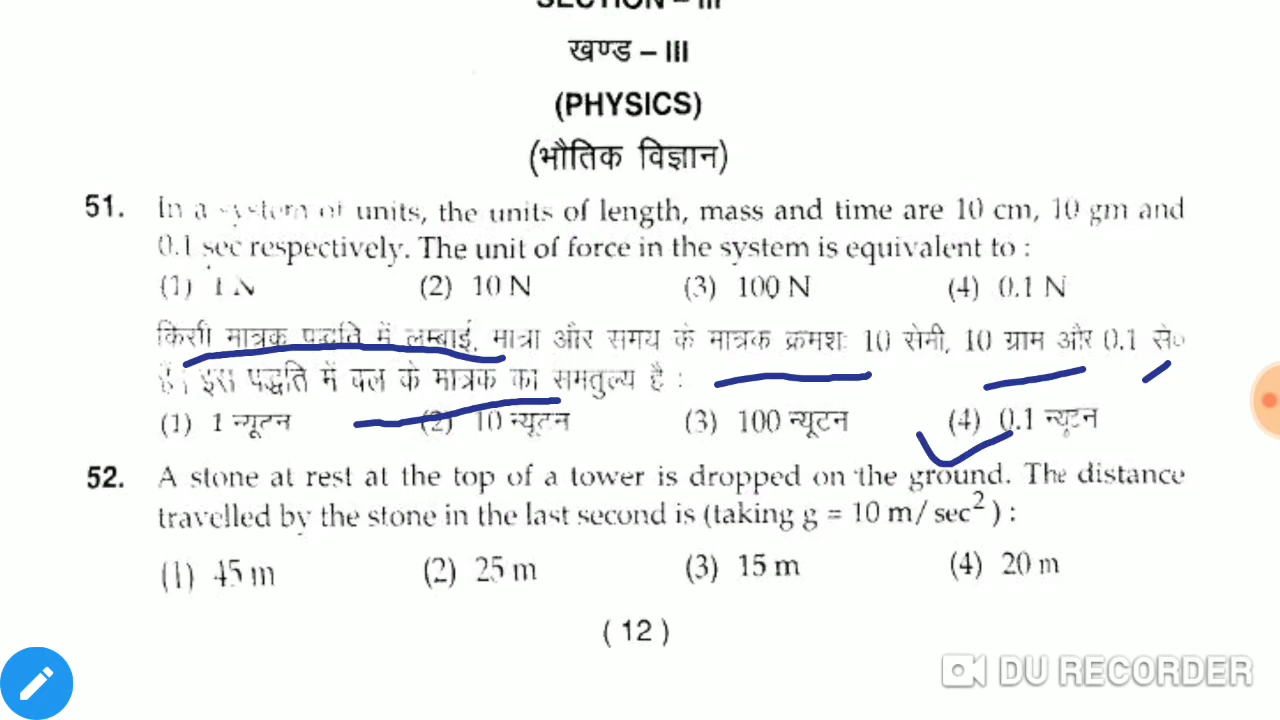 SECTION – III
खण्ड – III
(PHYSICS)
(भौतिक विज्ञान)
51. In a system of units, the units of length, mass and time are 10 cm, 10 gm and
0.1 sec respectively. The unit of force in the system is equivalent to :
(1) 1 N (2) 10 N (3) 100 N (4) 0.1 N
किसी मात्रक पद्धति में लम्बाई, मात्रा और समय के मात्रक क्रमशः 10 सेमी, 10 ग्राम और 0.1 से०
हैं। इस पद्धति में बल के मात्रक का समतुल्य है :
(1) 1 न्यूटन (2) 10 न्यूटन (3) 100 न्यूटन (4) 0.1 न्यूटन
52. A stone at rest at the top of a tower is dropped on the ground. The distance
travelled by the stone in the last second is (taking g = 10 m/sec²) :
(1) 45 m (2) 25 m (3) 15 m (4) 20 m
( 12 )
DU RECORDER